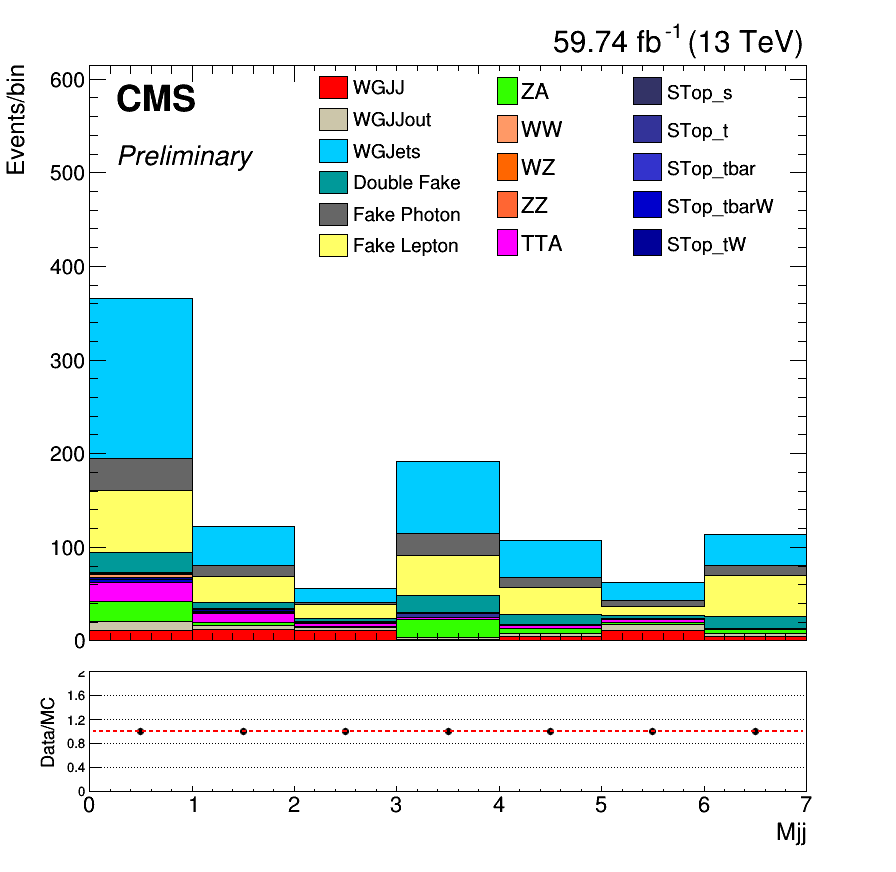 59.74 fb-1 (13 TeV)
Events/bin
600
500
400
300
200
100
0
CMS
Preliminary
WGJJ
WGJJout
WGJets
Double Fake
Fake Photon
Fake Lepton
ZA
WW
WZ
ZZ
TTA
STop_s
STop_t
STop_tbar
STop_tbarW
STop_tW
Data/MC
2
1.6
1.2
0.8
0.4
0
0 1 2 3 4 5 6 7
Mjj